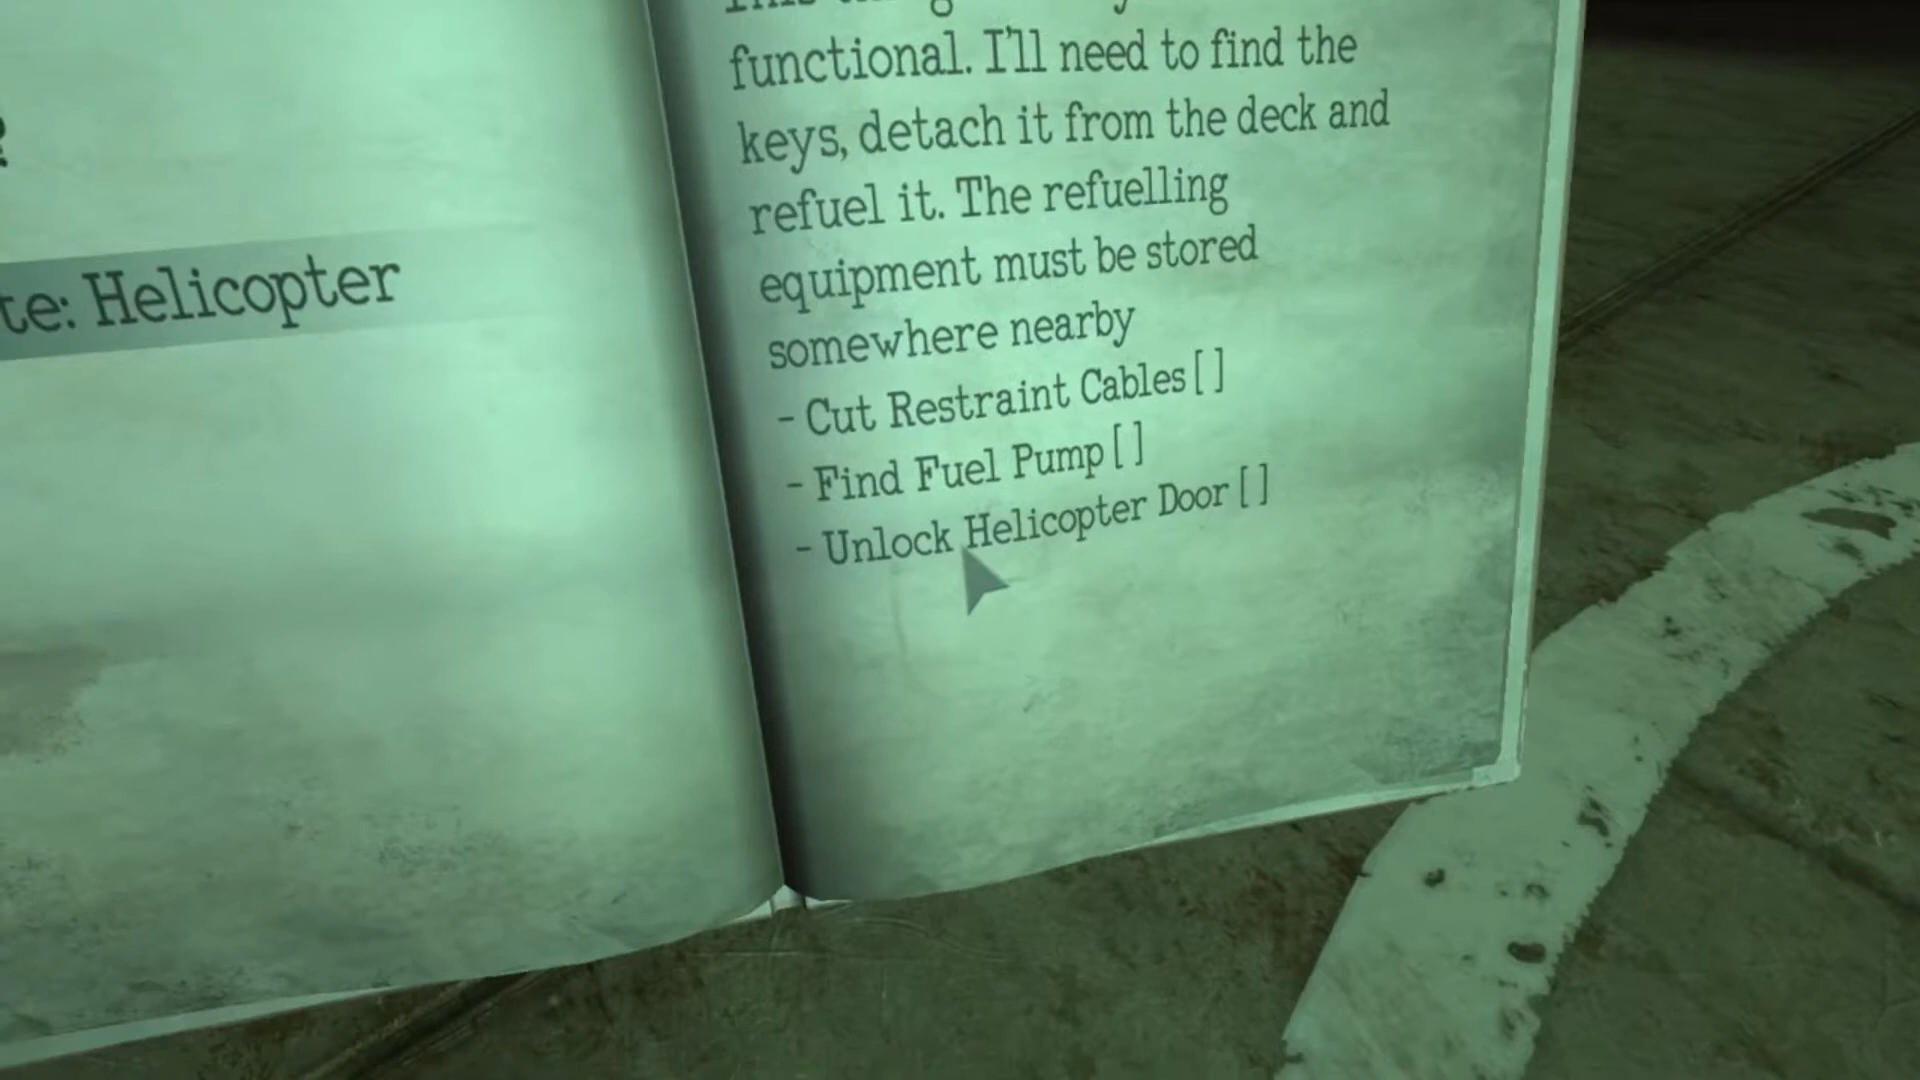 te: Helicopter
functional. I'll need to find the
keys, detach it from the deck and
refuel it. The refuelling
equipment must be stored
somewhere nearby
- Cut Restraint Cables [ ]
- Find Fuel Pump [ ]
- Unlock Helicopter Door [ ]